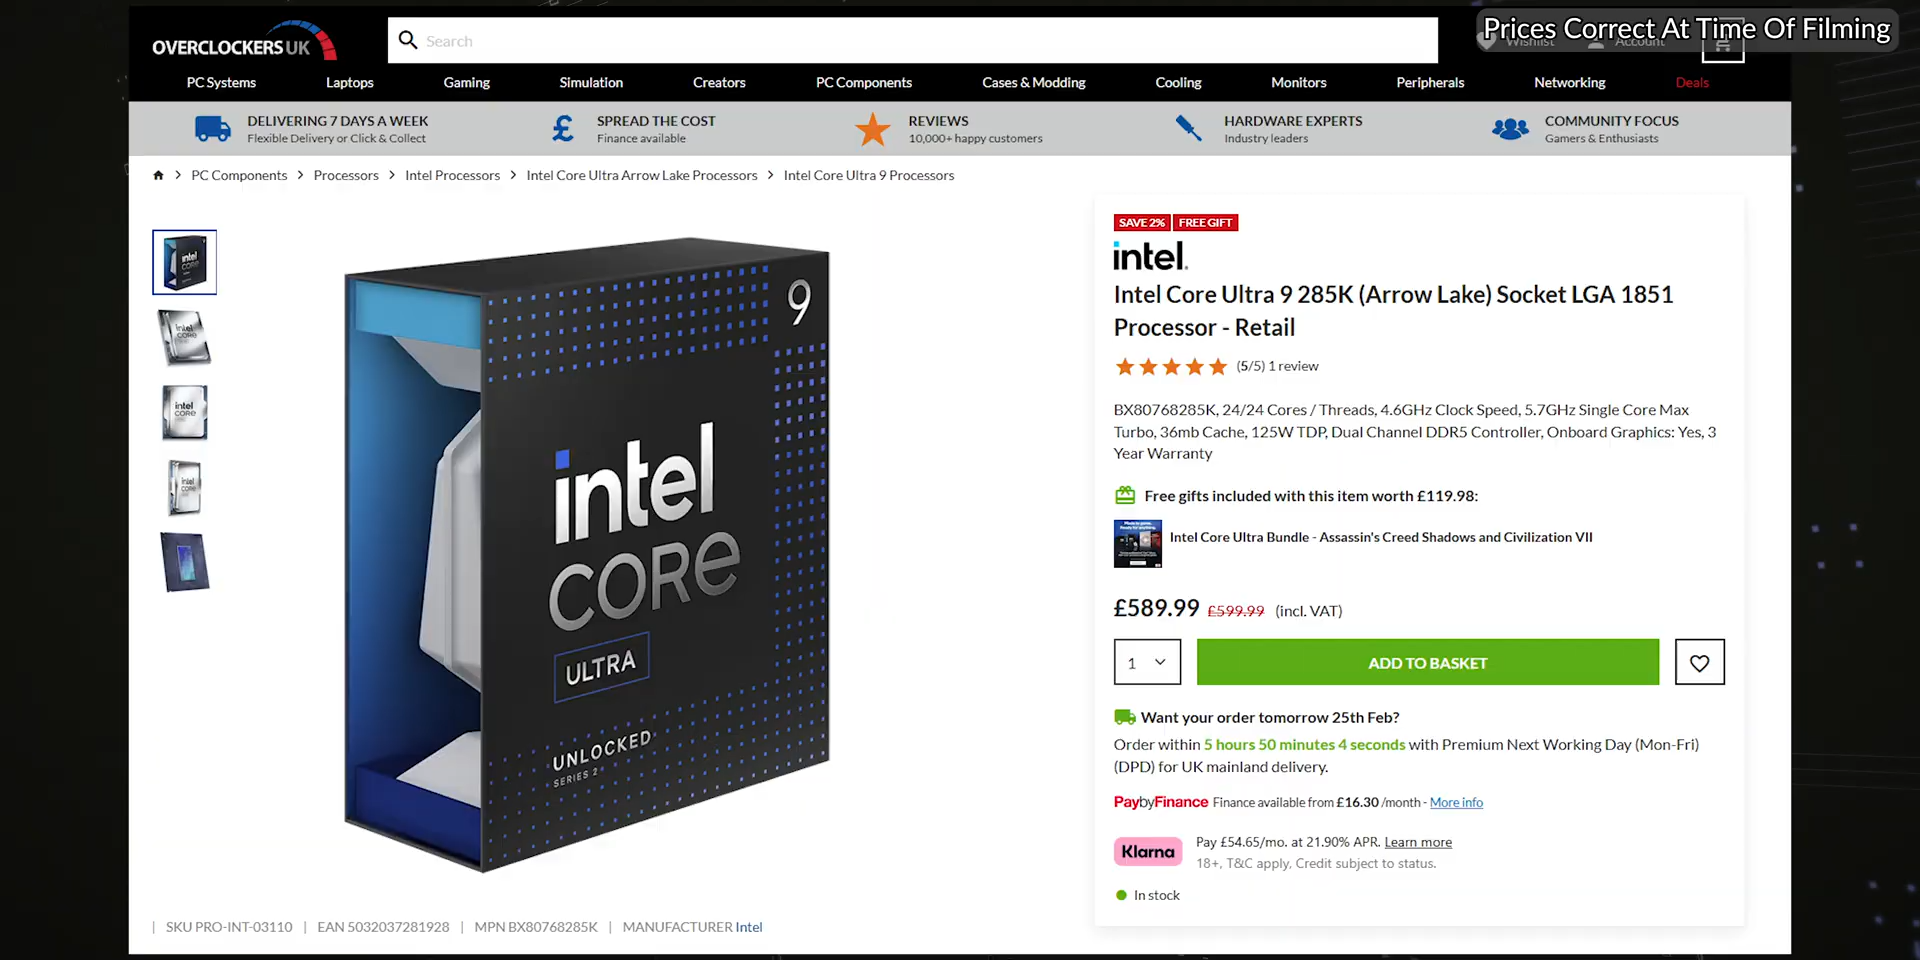 Prices Correct At Time Of Filming
OVERCLOCKERS UK
Search
Wishlist
Account
PC Systems
Laptops
Gaming
Simulation
Creators
PC Components
Cases & Modding
Cooling
Monitors
Peripherals
Networking
Deals
DELIVERING 7 DAYS A WEEK
Flexible Delivery or Click & Collect
SPREAD THE COST
Finance available
REVIEWS
10,000+ happy customers
HARDWARE EXPERTS
Industry leaders
COMMUNITY FOCUS
Gamers & Enthusiasts
PC Components > Processors > Intel Processors > Intel Core Ultra Arrow Lake Processors > Intel Core Ultra 9 Processors
9
intel
CORE
ULTRA
UNLOCKED
SERIES 2
intel
CORE
intel
CORE
intel
CORE
intel
CORE
SAVE 2% FREE GIFT
intel.
Intel Core Ultra 9 285K (Arrow Lake) Socket LGA 1851
Processor - Retail
(5/5) 1 review
BX80768285K, 24/24 Cores / Threads, 4.6GHz Clock Speed, 5.7GHz Single Core Max
Turbo, 36mb Cache, 125W TDP, Dual Channel DDR5 Controller, Onboard Graphics: Yes, 3
Year Warranty
Free gifts included with this item worth £119.98:
Intel Core Ultra Bundle - Assassin's Creed Shadows and Civilization VII
£589.99 £599.99 (incl. VAT)
1
ADD TO BASKET
Want your order tomorrow 25th Feb?
Order within 5 hours 50 minutes 4 seconds with Premium Next Working Day (Mon-Fri)
(DPD) for UK mainland delivery.
PaybyFinance Finance available from £16.30 /month - More info
Klarna
Pay £54.65/mo. at 21.90% APR. Learn more
18+, T&C apply. Credit subject to status.
In stock
| SKU PRO-INT-03110 | EAN 5032037281928 | MPN BX80768285K | MANUFACTURER Intel